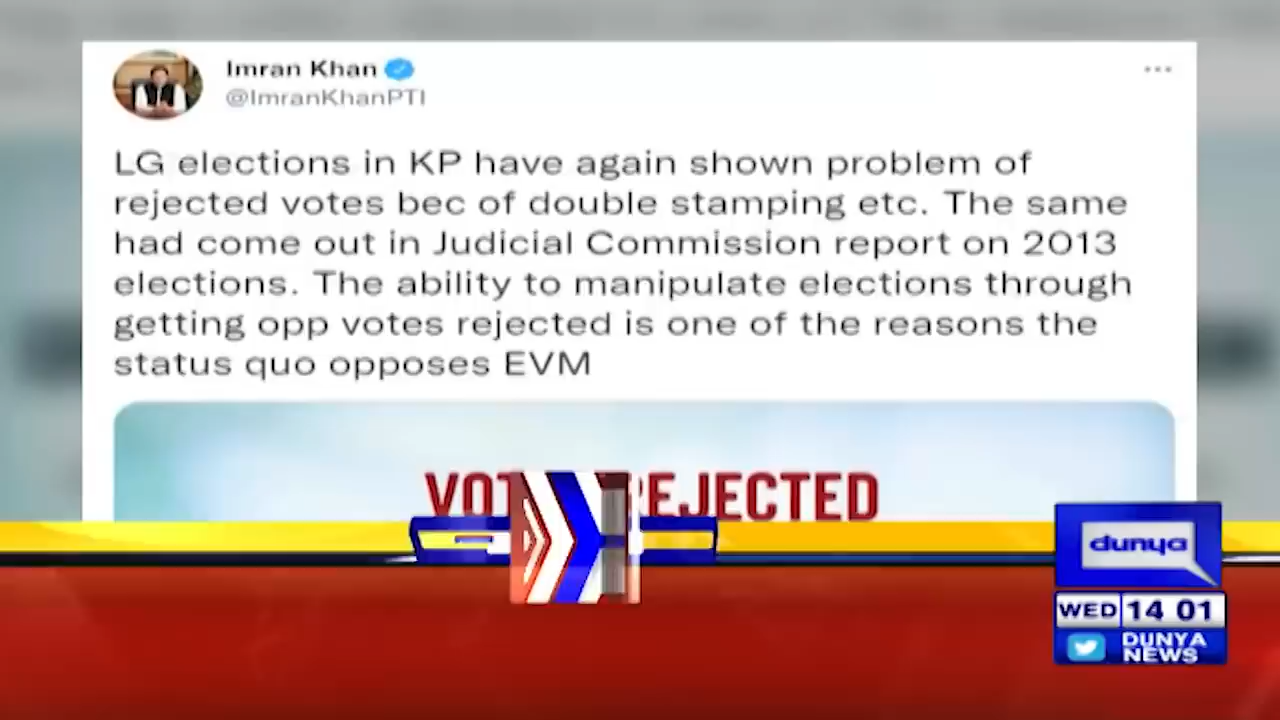 Imran Khan
@ImranKhanPTI
LG elections in KP have again shown problem of
rejected votes bec of double stamping etc. The same
had come out in Judicial Commission report on 2013
elections. The ability to manipulate elections through
getting opp votes rejected is one of the reasons the
status quo opposes EVM
REJECTED
dunya
WED 14 01
DUNYA
NEWS